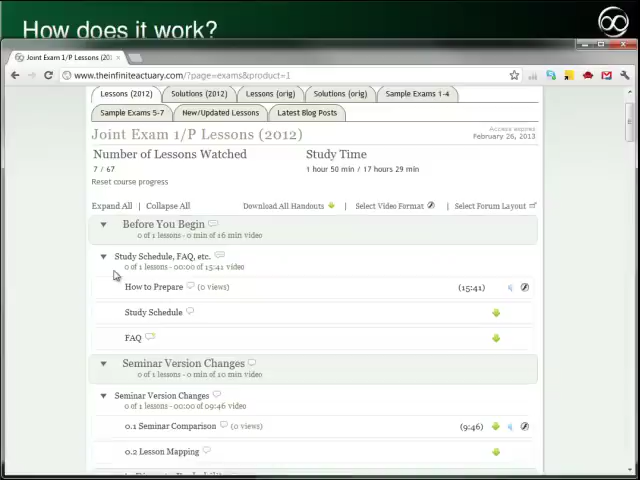 How does it work?
Joint Exam 1/P Lessons (201
www.theinfiniteactuary.com/?page=exams&product=1
Lessons (2012)
Solutions (2012)
Lessons (orig)
Solutions (orig)
Sample Exams 1-4
Sample Exams 5-7
New/Updated Lessons
Latest Blog Posts
Joint Exam 1/P Lessons (2012)
Access expires
February 26, 2013
Number of Lessons Watched
Study Time
7 / 67
1 hour 50 min / 17 hours 29 min
Reset course progress
Expand All | Collapse All
Download All Handouts | Select Video Format | Select Forum Layout
Before You Begin
0 of 1 lessons - 0 min of 16 min video
Study Schedule, FAQ, etc.
0 of 1 lessons - 00:00 of 15:41 video
How to Prepare (0 views) (15:41)
Study Schedule
FAQ
Seminar Version Changes
0 of 1 lessons - 0 min of 10 min video
Seminar Version Changes
0 of 1 lessons - 00:00 of 09:46 video
0.1 Seminar Comparison (0 views) (9:46)
0.2 Lesson Mapping